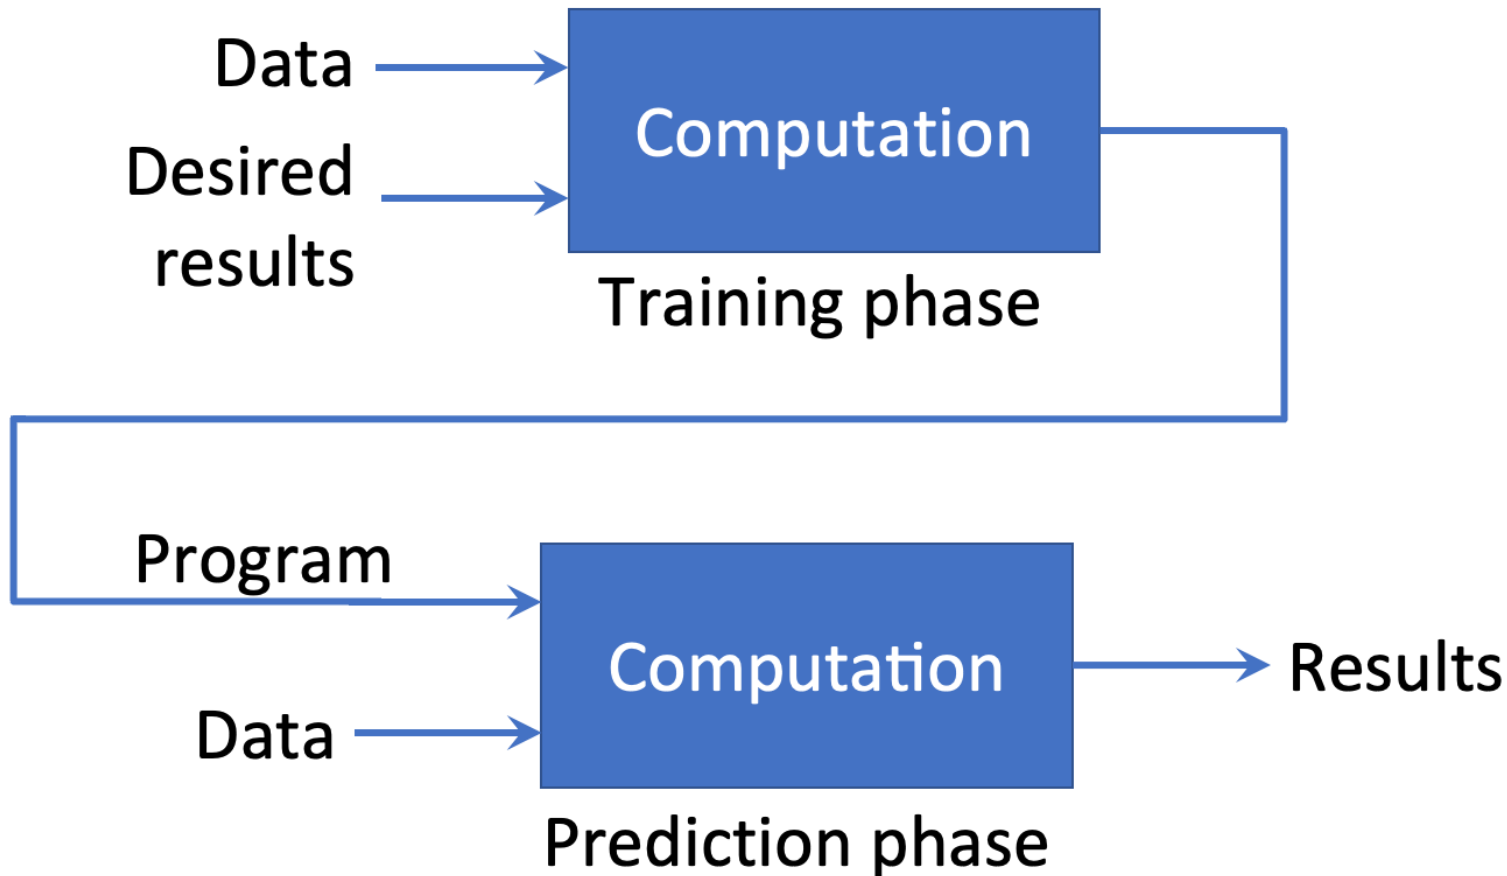 Data
Desired
results
Computation
Training phase
Program
Data
Computation
Results
Prediction phase